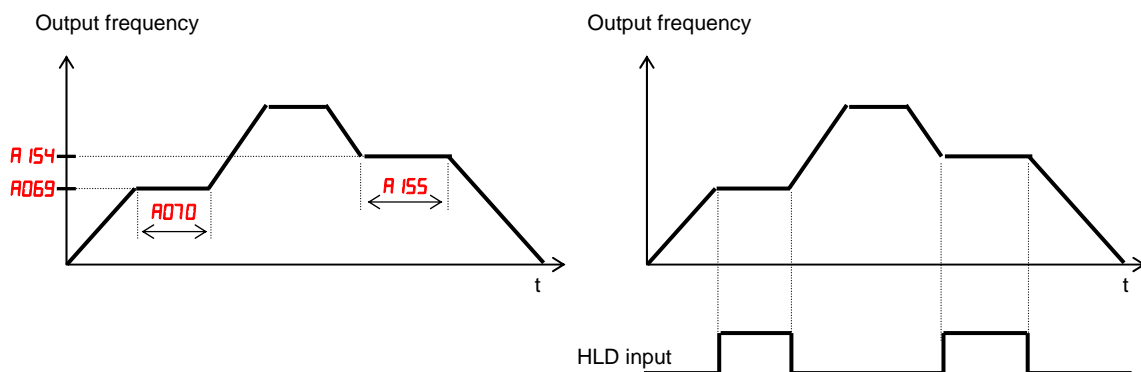 Output frequency
A154
A069
A070
A155
t
Output frequency
t
HLD input